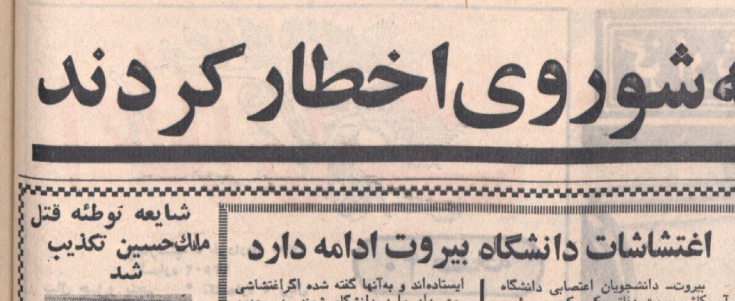 ه شوروی اخطار کردند
اغتشاشات دانشگاه بیروت ادامه دارد
بیروت- دانشجویان اعتصابی دانشگاه
ایستاده‌اند و به‌آنها گفته شده اگر اغتشاشی
شایعه توطئه قتل
ملك‌حسین تکذیب
شد